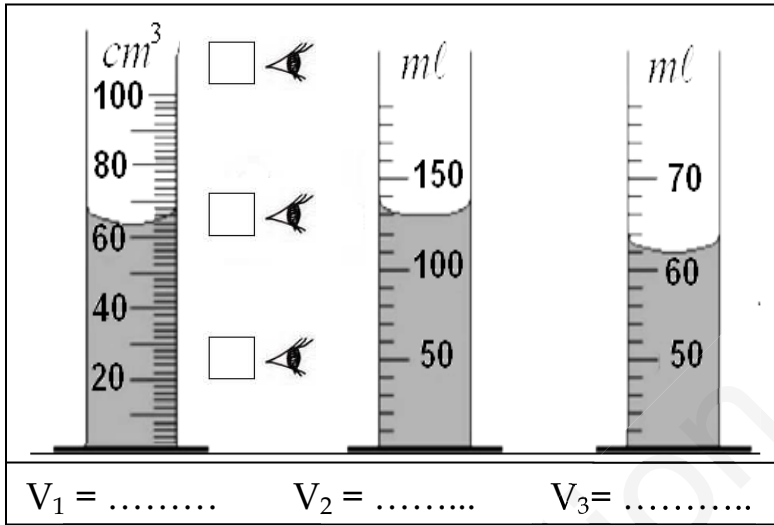 cm³ ml ml
100
80 150 70
60 100 60
40
50 50
20
V₁ = ......... V₂ = ........... V₃= ...........